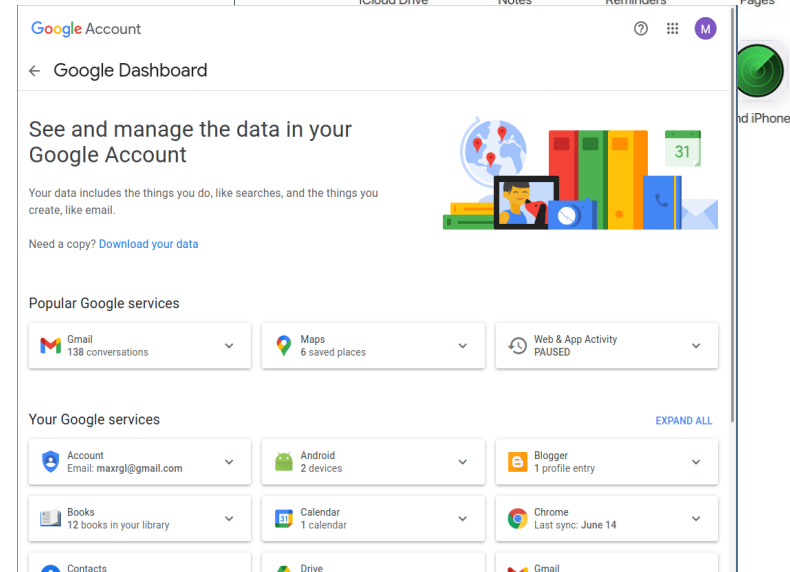 iCloud Drive
Notes
Reminders
Pages
Google Account
M
Google Dashboard
nd iPhone
See and manage the data in your
Google Account
31
Your data includes the things you do, like searches, and the things you
create, like email.
Need a copy? Download your data
Popular Google services
Gmail
138 conversations
Maps
6 saved places
Web & App Activity
PAUSED
Your Google services
EXPAND ALL
Account
Email: maxrgl@gmail.com
Android
2 devices
Blogger
1 profile entry
Books
12 books in your library
31
Calendar
1 calendar
Chrome
Last sync: June 14
Contacts
Drive
Gmail